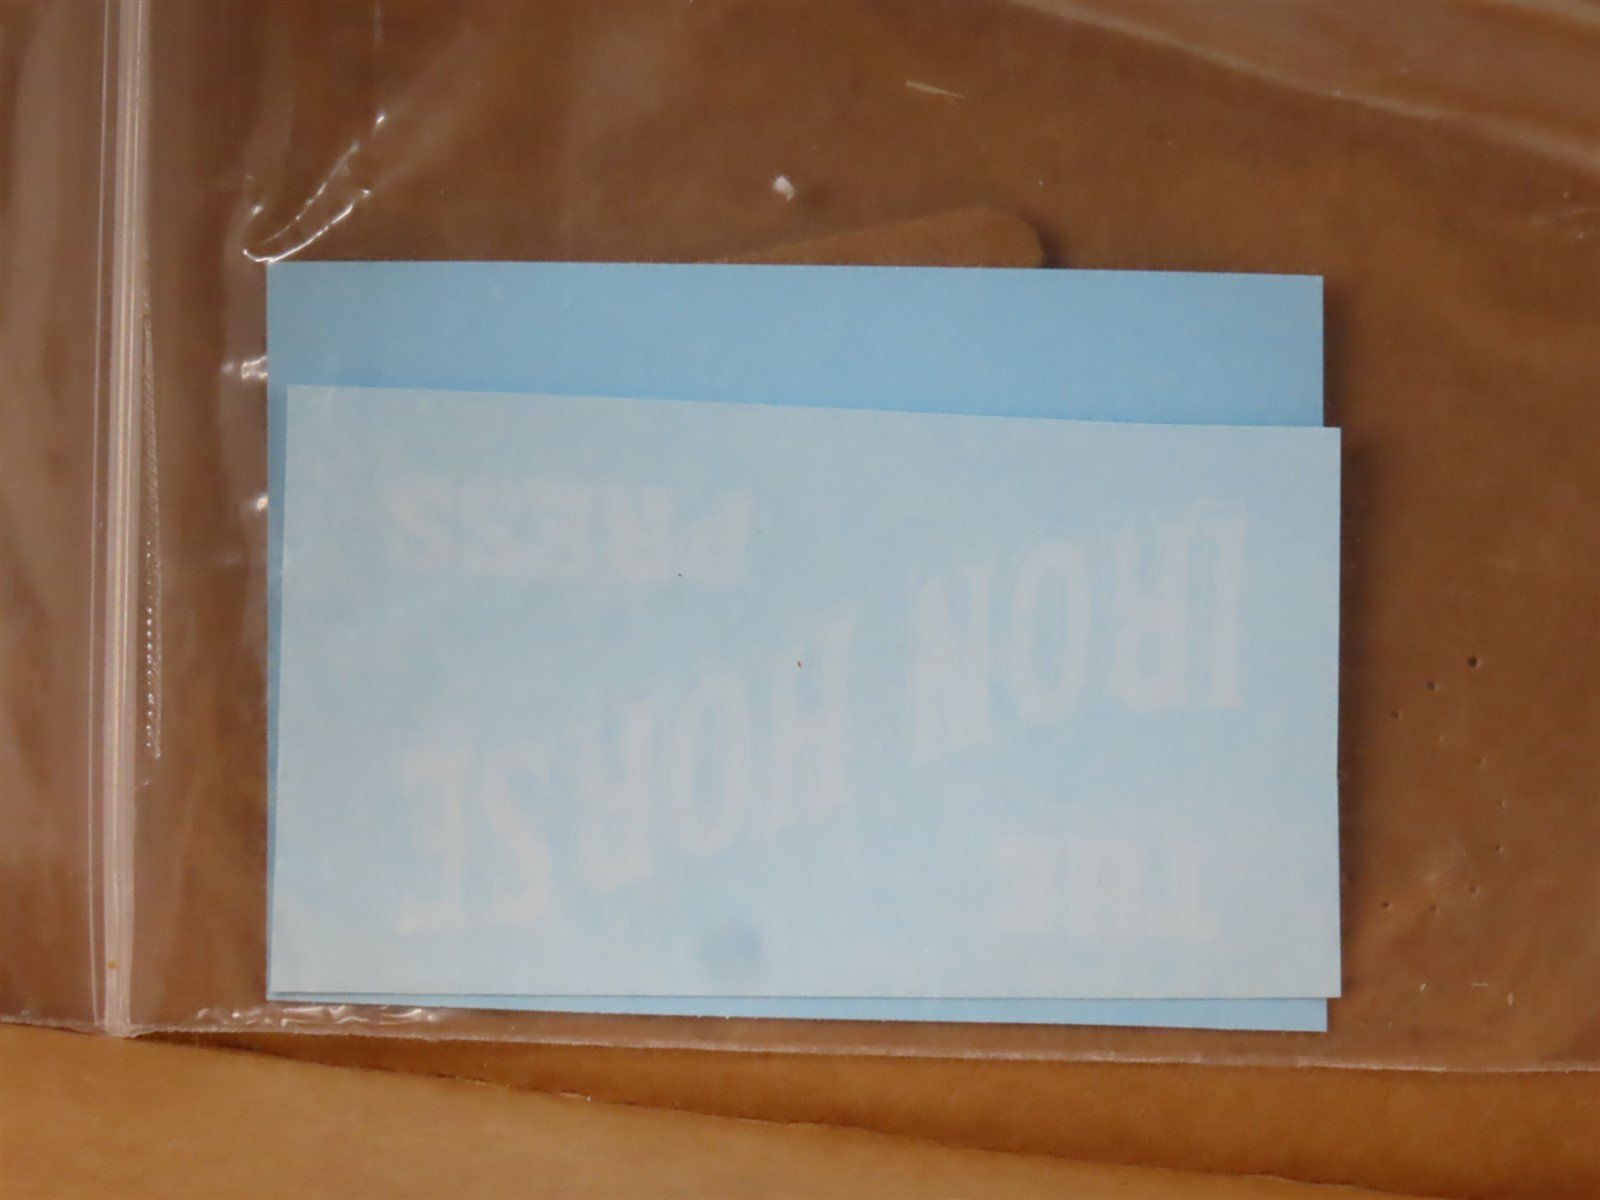 THE
IRON HORSE
PRESS